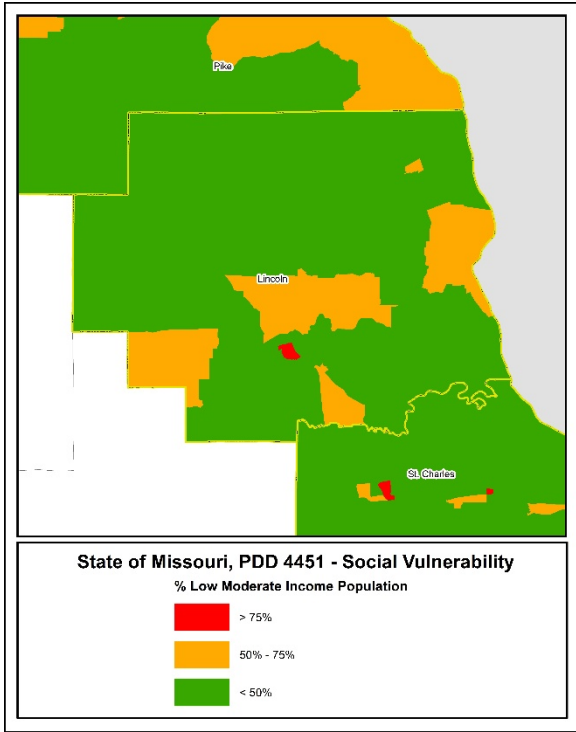 Pike
Lincoln
St. Charles
State of Missouri, PDD 4451 - Social Vulnerability
% Low Moderate Income Population
> 75%
50% - 75%
< 50%